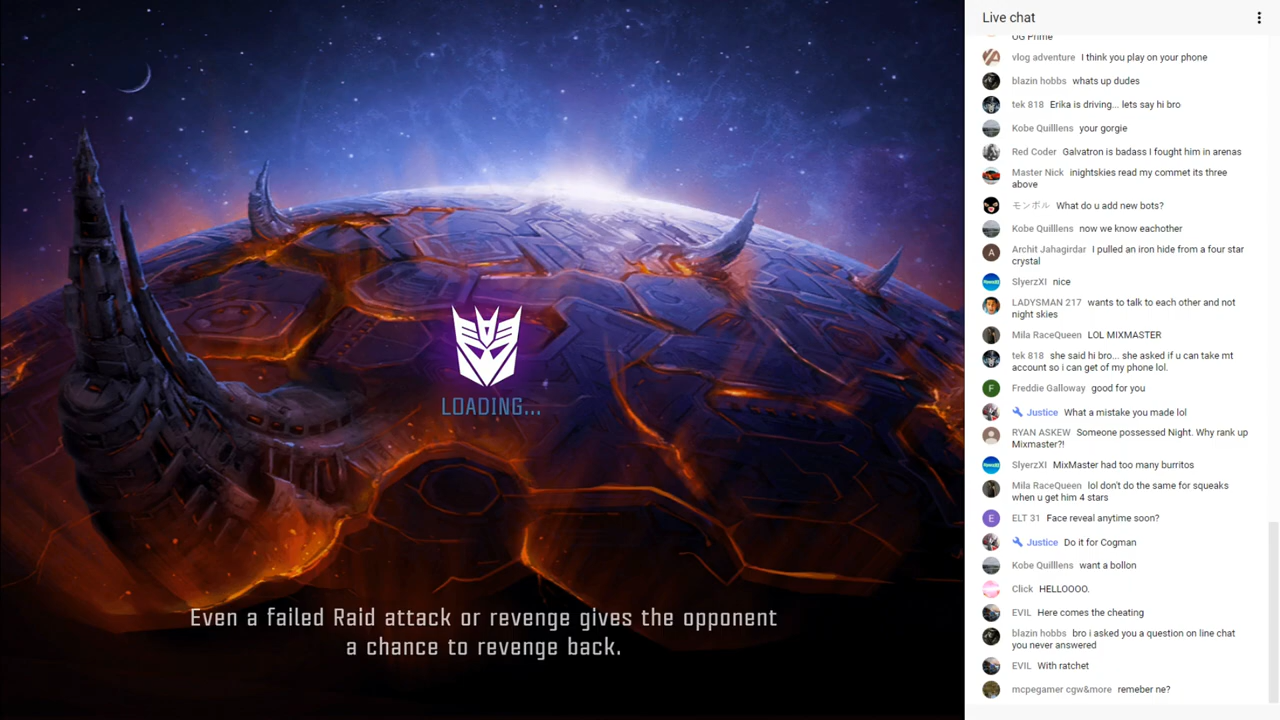 LOADING...
Even a failed Raid attack or revenge gives the opponent
a chance to revenge back.
Live chat
OG Prime
vlog adventure I think you play on your phone
blazin hobbs whats up dudes
tek 818 Erika is driving... lets say hi bro
Kobe Quilllens your gorgie
Red Coder Galvatron is badass I fought him in arenas
Master Nick inightskies read my commet its three
above
モンボル What do u add new bots?
Kobe Quilllens now we know eachother
A Archit Jahagirdar I pulled an iron hide from a four star
crystal
SlyerzXI nice
LADYSMAN 217 wants to talk to each other and not
night skies
Mila RaceQueen LOL MIXMASTER
tek 818 she said hi bro... she asked if u can take mt
account so i can get of my phone lol.
F Freddie Galloway good for you
Justice What a mistake you made lol
RYAN ASKEW Someone possessed Night. Why rank up
Mixmaster?!
SlyerzXI MixMaster had too many burritos
Mila RaceQueen lol don't do the same for squeaks
when u get him 4 stars
E ELT 31 Face reveal anytime soon?
Justice Do it for Cogman
Kobe Quilllens want a bollon
Click HELLOOOO.
EVIL Here comes the cheating
blazin hobbs bro i asked you a question on line chat
you never answered
EVIL With ratchet
mcpegamer cgw&more remeber ne?